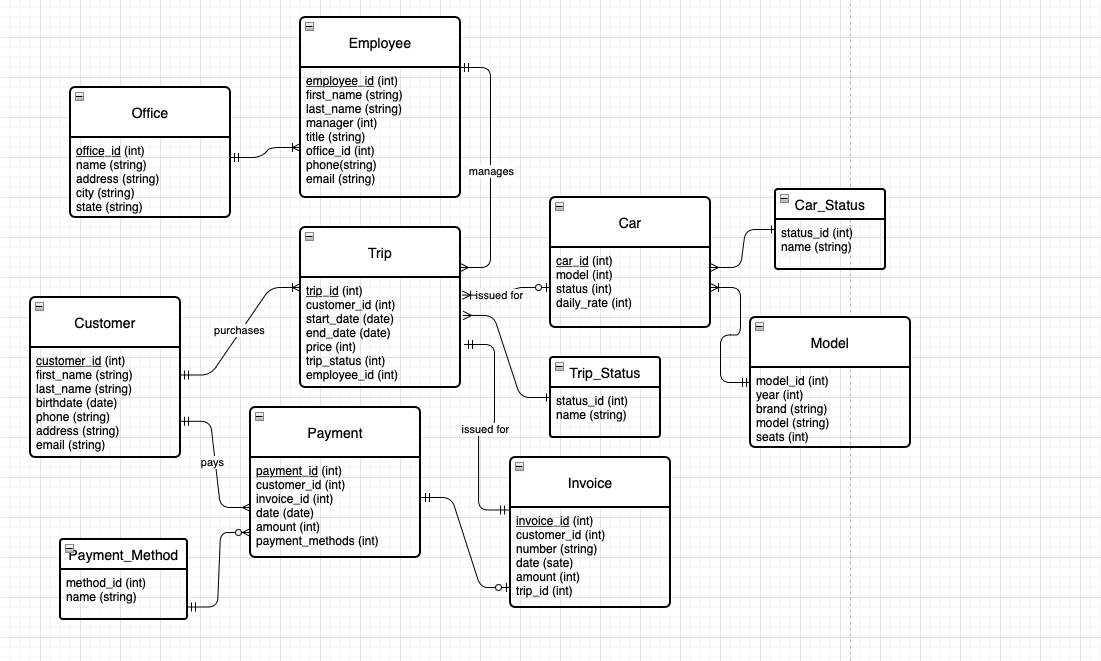 Employee
employee_id (int)
first_name (string)
last_name (string)
manager (int)
title (string)
office_id (int)
phone(string)
email (string)
Office
office_id (int)
name (string)
address (string)
city (string)
state (string)
manages
Trip
trip_id (int)
customer_id (int)
start_date (date)
end_date (date)
price (int)
trip_status (int)
employee_id (int)
issued for
Car
car_id (int)
model (int)
status (int)
daily_rate (int)
Car_Status
status_id (int)
name (string)
Customer
customer_id (int)
first_name (string)
last_name (string)
birthdate (date)
phone (string)
address (string)
email (string)
purchases
Model
model_id (int)
year (int)
brand (string)
model (string)
seats (int)
Trip_Status
status_id (int)
name (string)
issued for
pays
Payment
payment_id (int)
customer_id (int)
invoice_id (int)
date (date)
amount (int)
payment_methods (int)
Invoice
invoice_id (int)
customer_id (int)
number (string)
date (sate)
amount (int)
trip_id (int)
Payment_Method
method_id (int)
name (string)